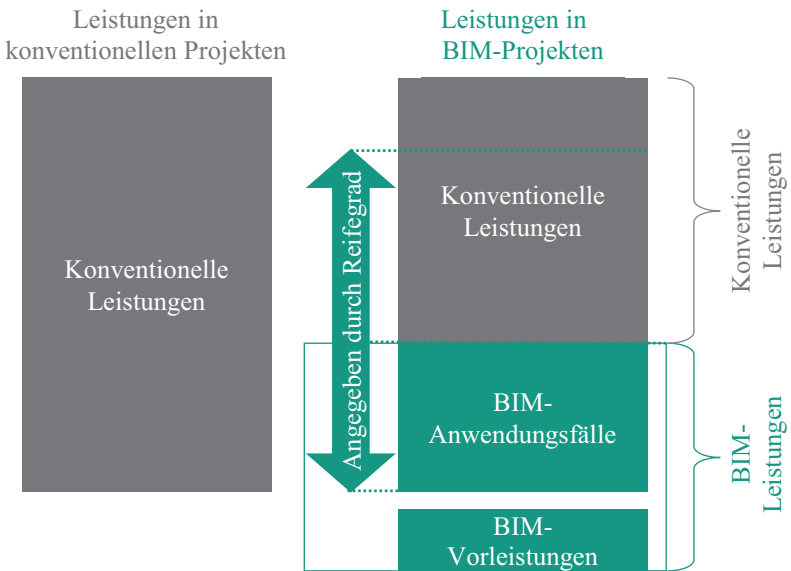 Leistungen in
konventionellen Projekten
Leistungen in
BIM-Projekten
Konventionelle
Leistungen
Angegeben durch Reifegrad
Konventionelle
Leistungen
BIM-
Anwendungsfälle
BIM-
Vorleistungen
Konventionelle
Leistungen
BIM-
Leistungen